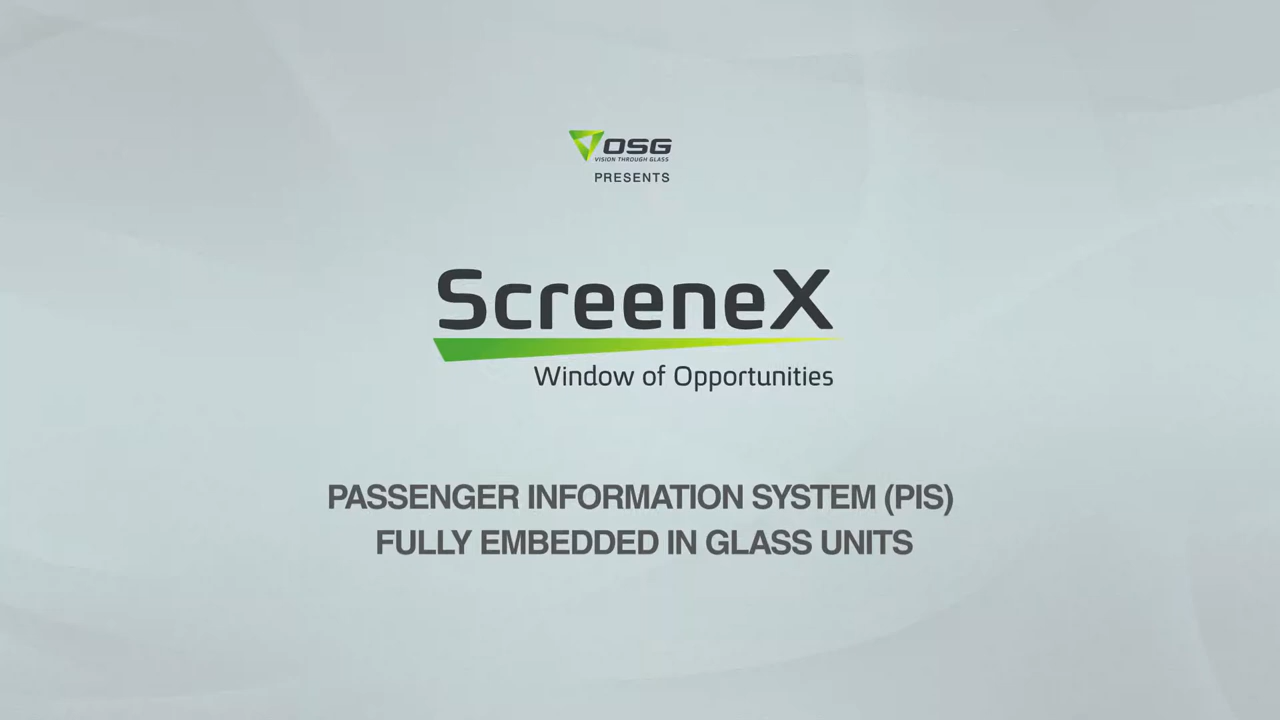 OSG
VISION THROUGH GLASS
PRESENTS
ScreeneX
Window of Opportunities
PASSENGER INFORMATION SYSTEM (PIS)
FULLY EMBEDDED IN GLASS UNITS